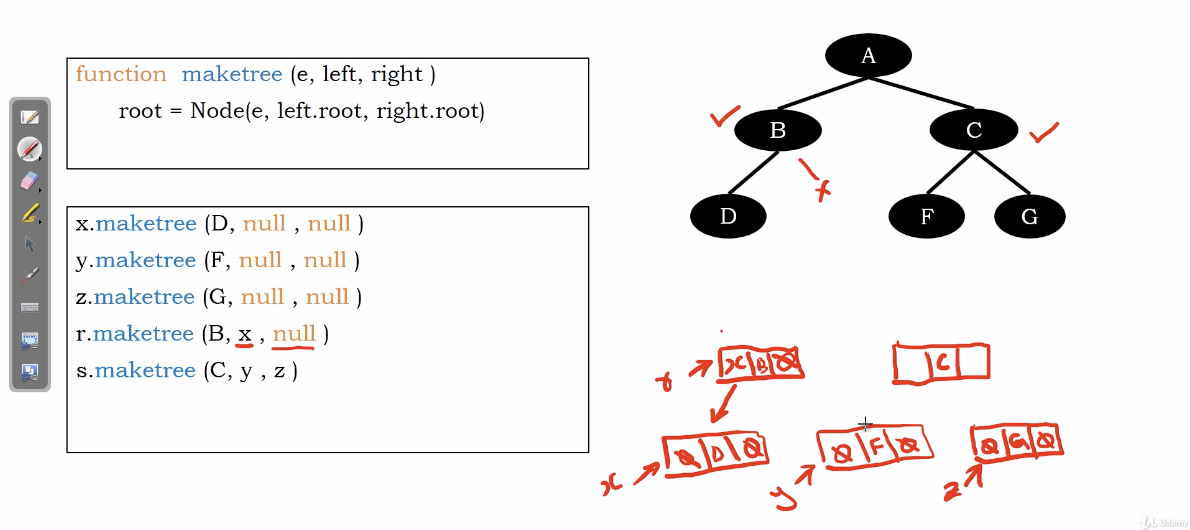 function maketree (e, left, right )
root = Node(e, left.root, right.root)
x.maketree (D, null , null )
y.maketree (F, null , null )
z.maketree (G, null , null )
r.maketree (B, x , null )
s.maketree (C, y , z )
A
B
C
x
D
F
G
r
x B Ø
C
x
Ø D Ø
y
Ø F Ø
z
Ø G Ø
Udemy